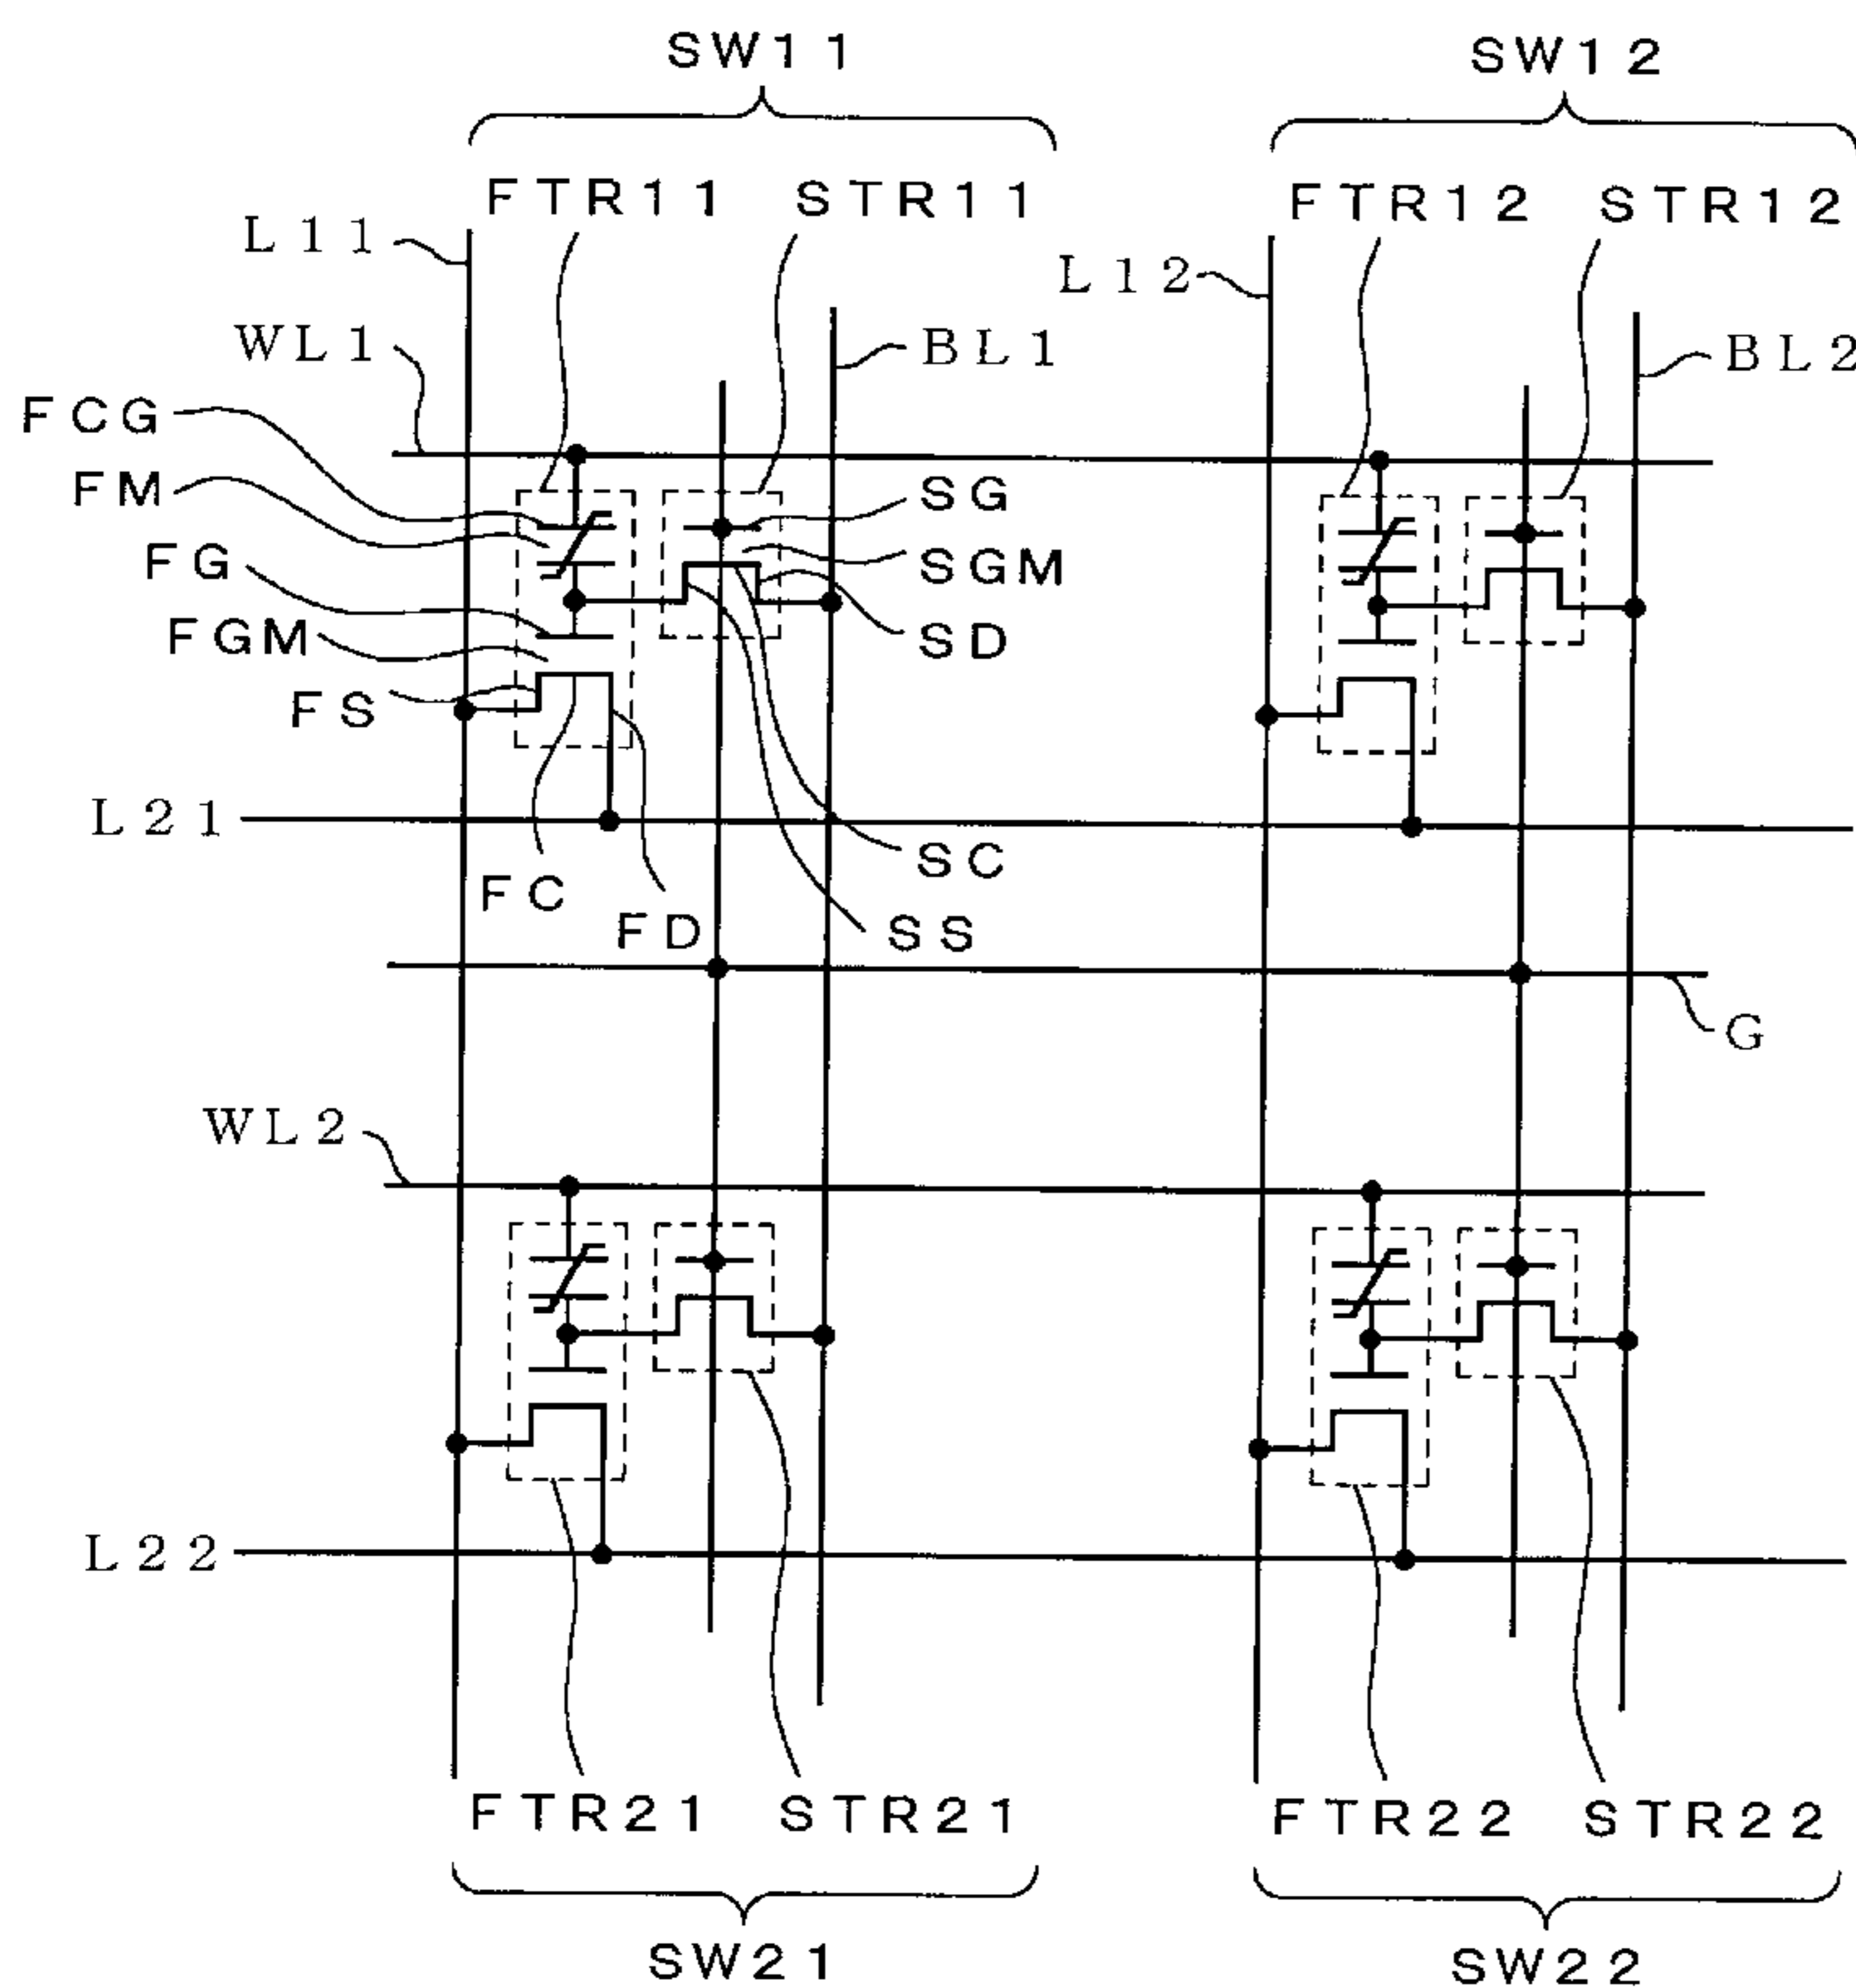 SW11
SW12
FTR11
STR11
FTR12
STR12
L11
L12
WL1
BL1
BL2
FCG
FM
SG
FG
SGM
FGM
SD
FS
L21
SC
FC
FD
SS
G
WL2
L22
FTR21
STR21
FTR22
STR22
SW21
SW22